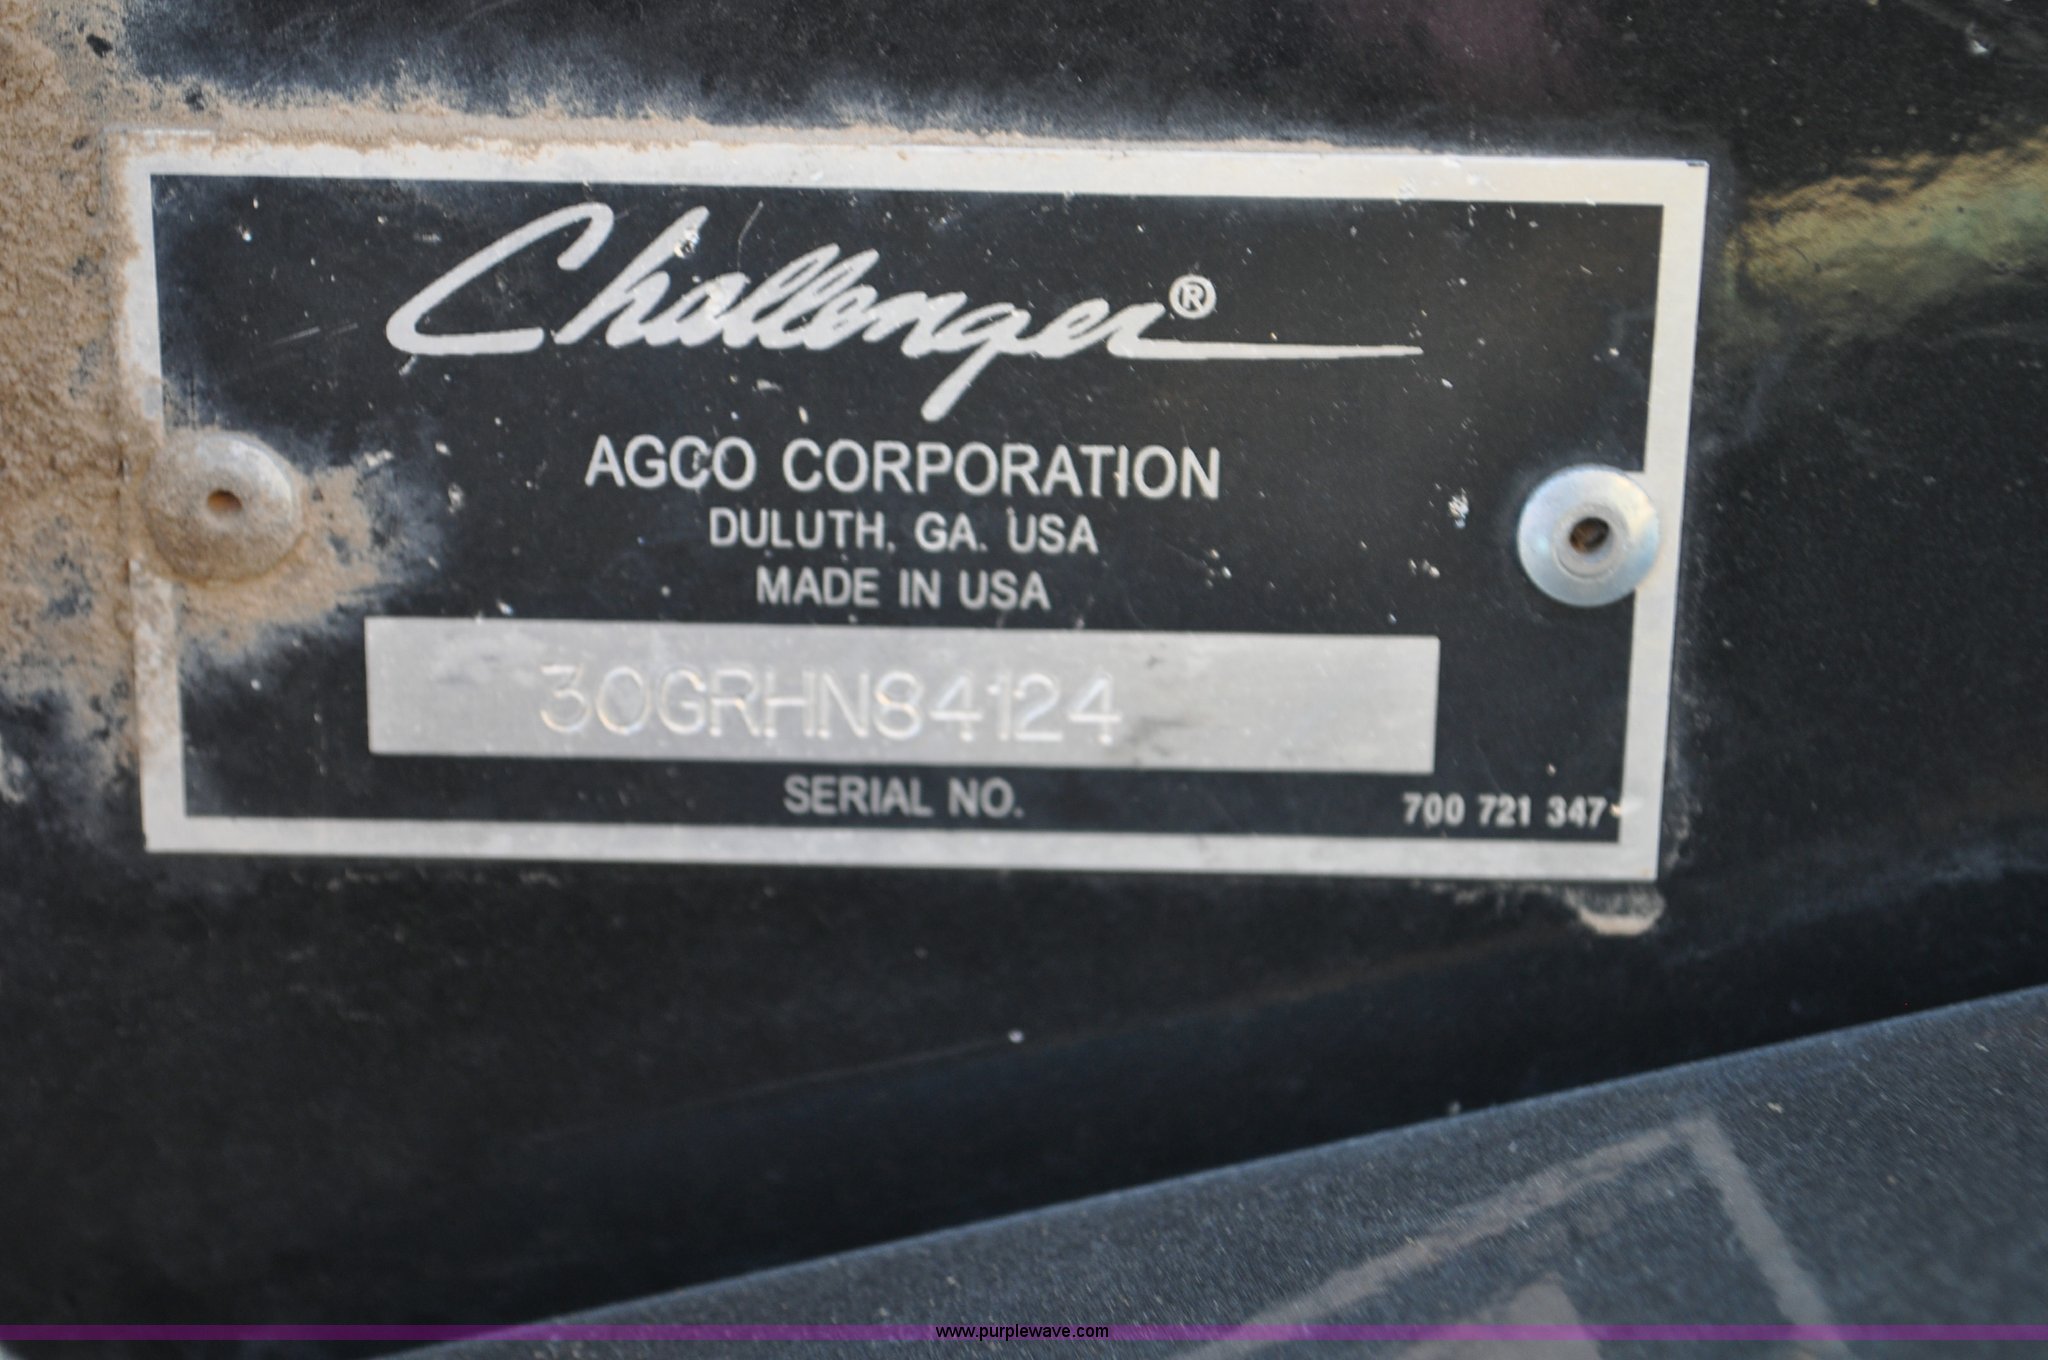 Challenger®
AGCO CORPORATION
DULUTH, GA. USA
MADE IN USA
30GRHN84124
SERIAL NO.
700 721 347
www.purplewave.com